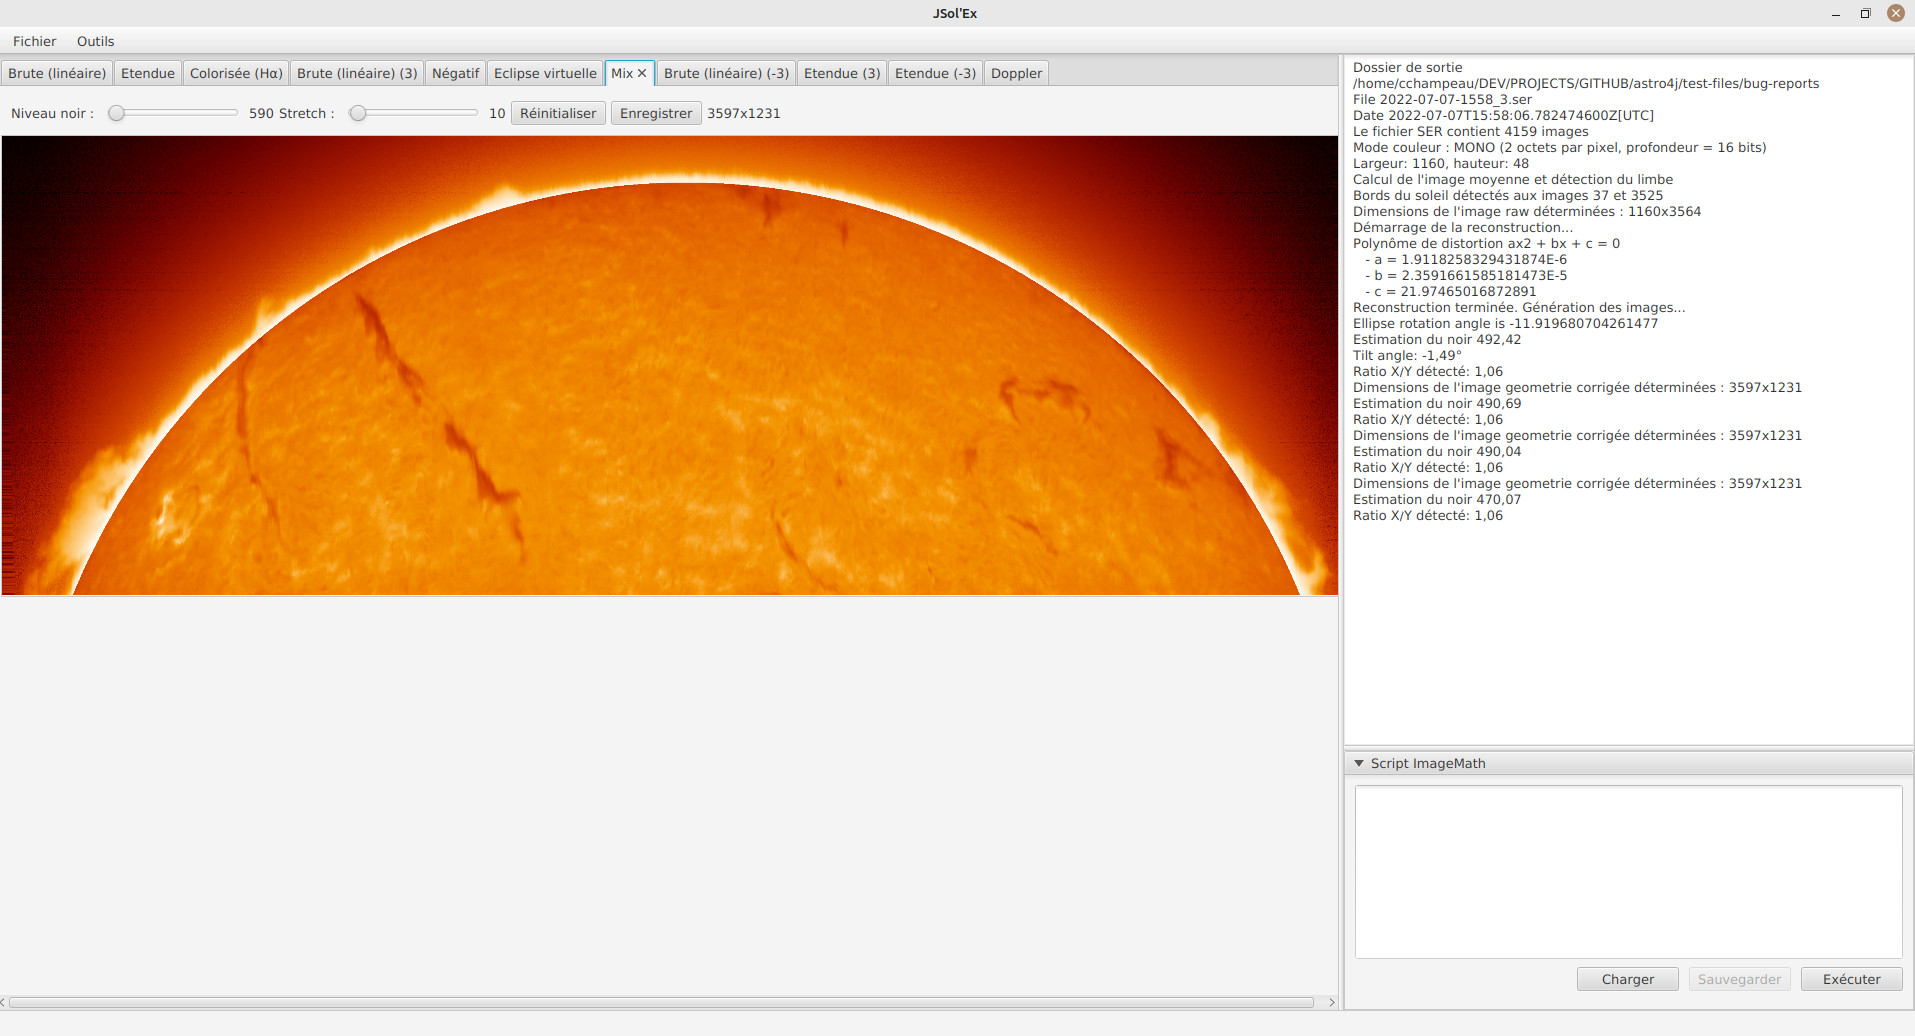 JSol'Ex
Fichier Outils
Brute (linéaire) Etendue Colorisée (Hα) Brute (linéaire) (3) Négatif Eclipse virtuelle Mix Brute (linéaire) (-3) Etendue (3) Etendue (-3) Doppler
Niveau noir : 590 Stretch : 10 Réinitialiser Enregistrer 3597x1231
Dossier de sortie
/home/cchampeau/DEV/PROJECTS/GITHUB/astro4j/test-files/bug-reports
File 2022-07-07-1558_3.ser
Date 2022-07-07T15:58:06.782474600Z[UTC]
Le fichier SER contient 4159 images
Mode couleur : MONO (2 octets par pixel, profondeur = 16 bits)
Largeur: 1160, hauteur: 48
Calcul de l'image moyenne et détection du limbe
Bords du soleil détectés aux images 37 et 3525
Dimensions de l'image raw déterminées : 1160x3564
Démarrage de la reconstruction...
Polynôme de distortion ax2 + bx + c = 0
- a = 1.9118258329431874E-6
- b = 2.3591661585181473E-5
- c = 21.97465016872891
Reconstruction terminée. Génération des images...
Ellipse rotation angle is -11.919680704261477
Estimation du noir 492,42
Tilt angle: -1,49°
Ratio X/Y détecté: 1,06
Dimensions de l'image geometrie corrigée déterminées : 3597x1231
Estimation du noir 490,69
Ratio X/Y détecté: 1,06
Dimensions de l'image geometrie corrigée déterminées : 3597x1231
Estimation du noir 490,04
Ratio X/Y détecté: 1,06
Dimensions de l'image geometrie corrigée déterminées : 3597x1231
Estimation du noir 470,07
Ratio X/Y détecté: 1,06
Script ImageMath
Charger Sauvegarder Exécuter